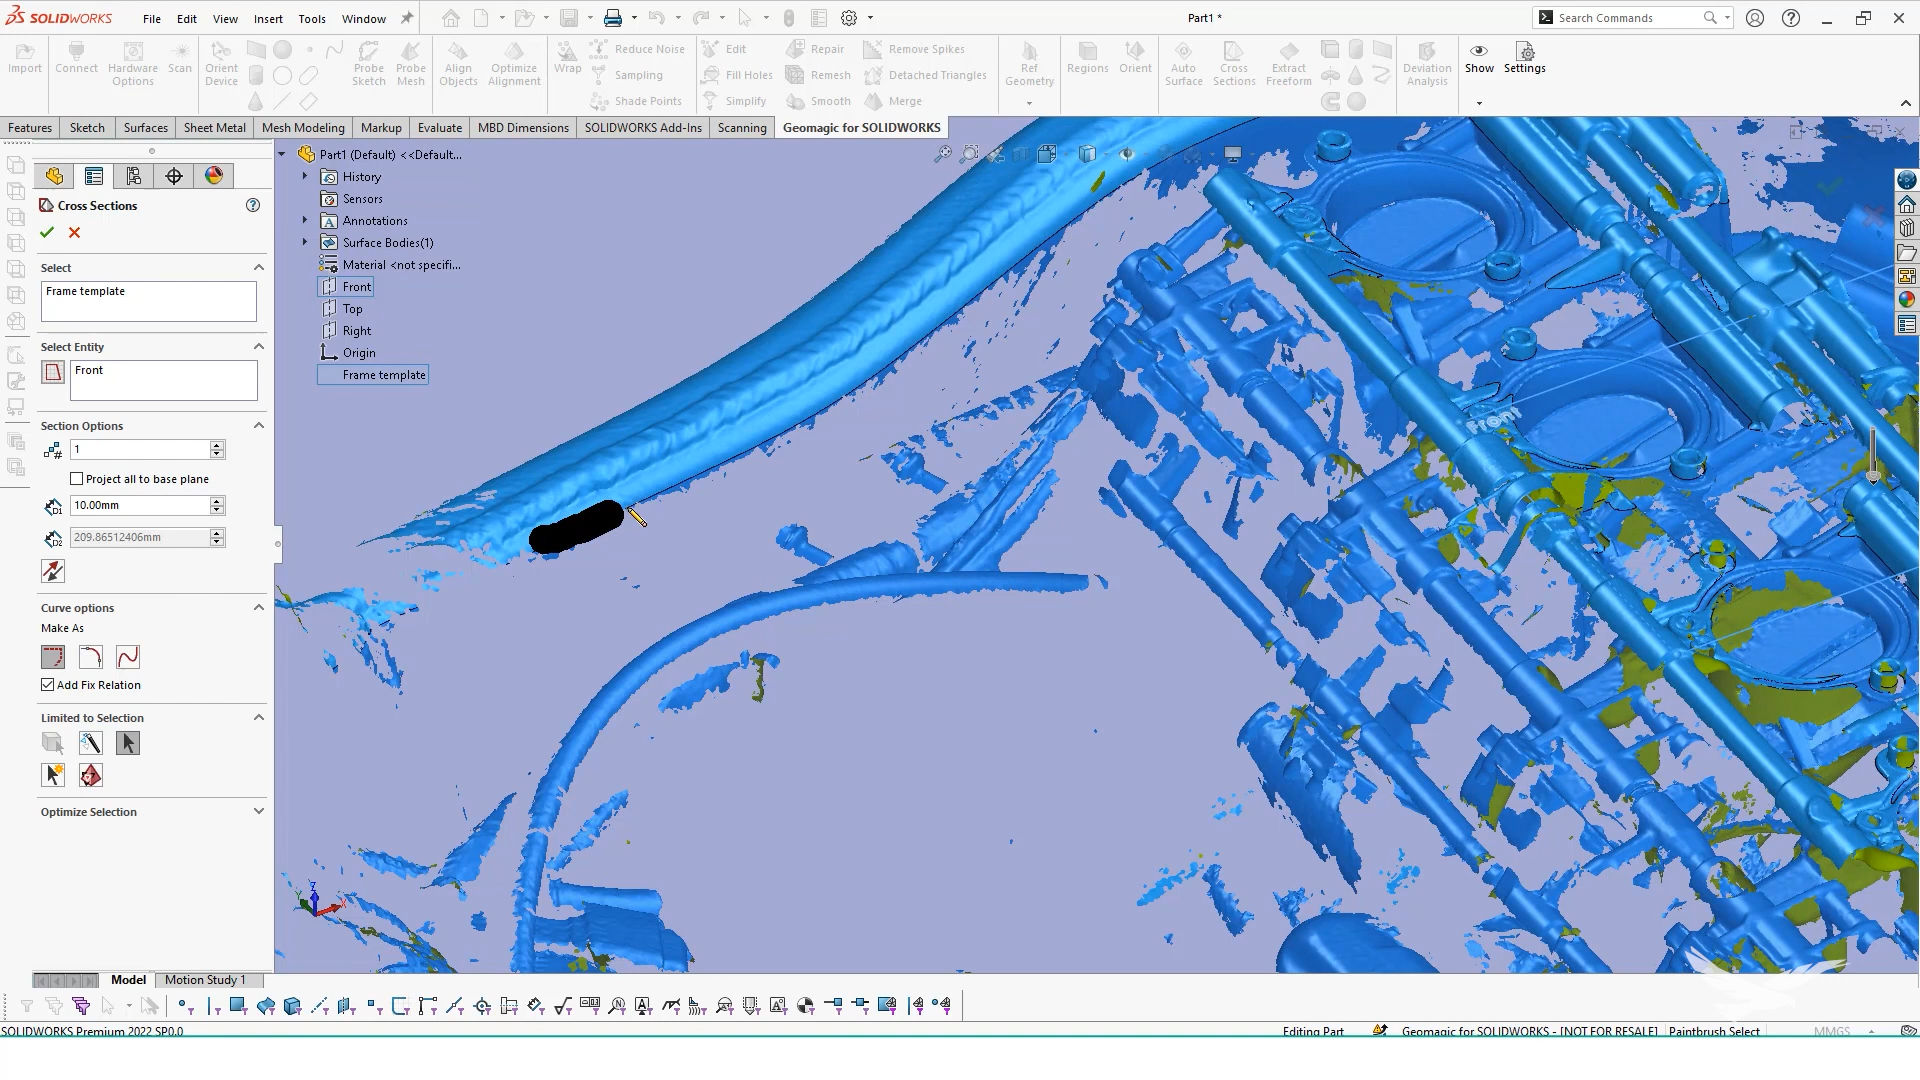 SOLIDWORKS File Edit View Insert Tools Window Part1 * Search Commands
Import Connect Hardware Options Scan Orient Device Probe Sketch Probe Mesh Align Objects Optimize Alignment Wrap Reduce Noise Edit Repair Remove Spikes Ref Geometry Regions Orient Auto Surface Cross Sections Extract Freeform Deviation Analysis Show Settings
Sampling Fill Holes Remesh Detached Triangles
Shade Points Simplify Smooth Merge
Features Sketch Surfaces Sheet Metal Mesh Modeling Markup Evaluate MBD Dimensions SOLIDWORKS Add-Ins Scanning Geomagic for SOLIDWORKS
Cross Sections
Select
Frame template
Select Entity
Front
Section Options
1
Project all to base plane
10.00mm
209.86512406mm
Curve options
Make As
Add Fix Relation
Limited to Selection
Optimize Selection
Part1 (Default) <<Default...
History
Sensors
Annotations
Surface Bodies(1)
Material <not specifi...
Front
Top
Right
Origin
Frame template
Front
Z
X
Model Motion Study 1
SOLIDWORKS Premium 2022 SP0.0 Editing Part Geomagic for SOLIDWORKS - [NOT FOR RESALE] Paintbrush Select MMGS